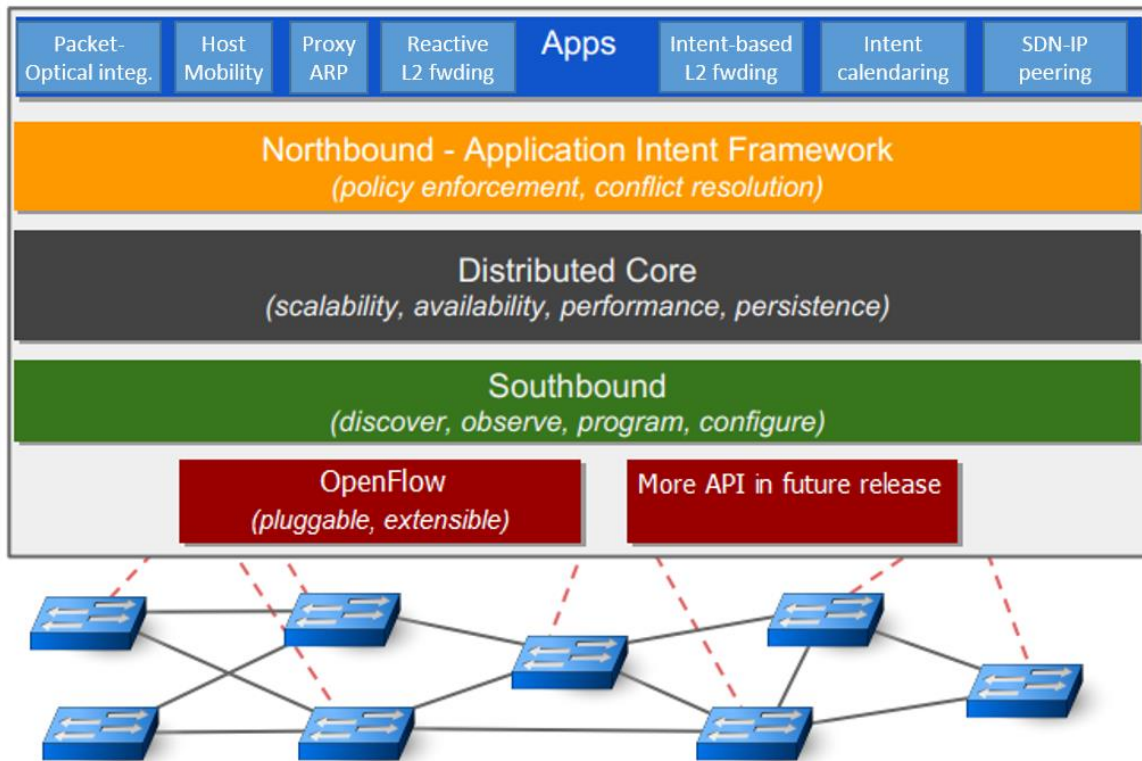 Packet-
Optical integ.
Host
Mobility
Proxy
ARP
Reactive
L2 fwding
Apps
Intent-based
L2 fwding
Intent
calendaring
SDN-IP
peering
Northbound - Application Intent Framework
(policy enforcement, conflict resolution)
Distributed Core
(scalability, availability, performance, persistence)
Southbound
(discover, observe, program, configure)
OpenFlow
(pluggable, extensible)
More API in future release